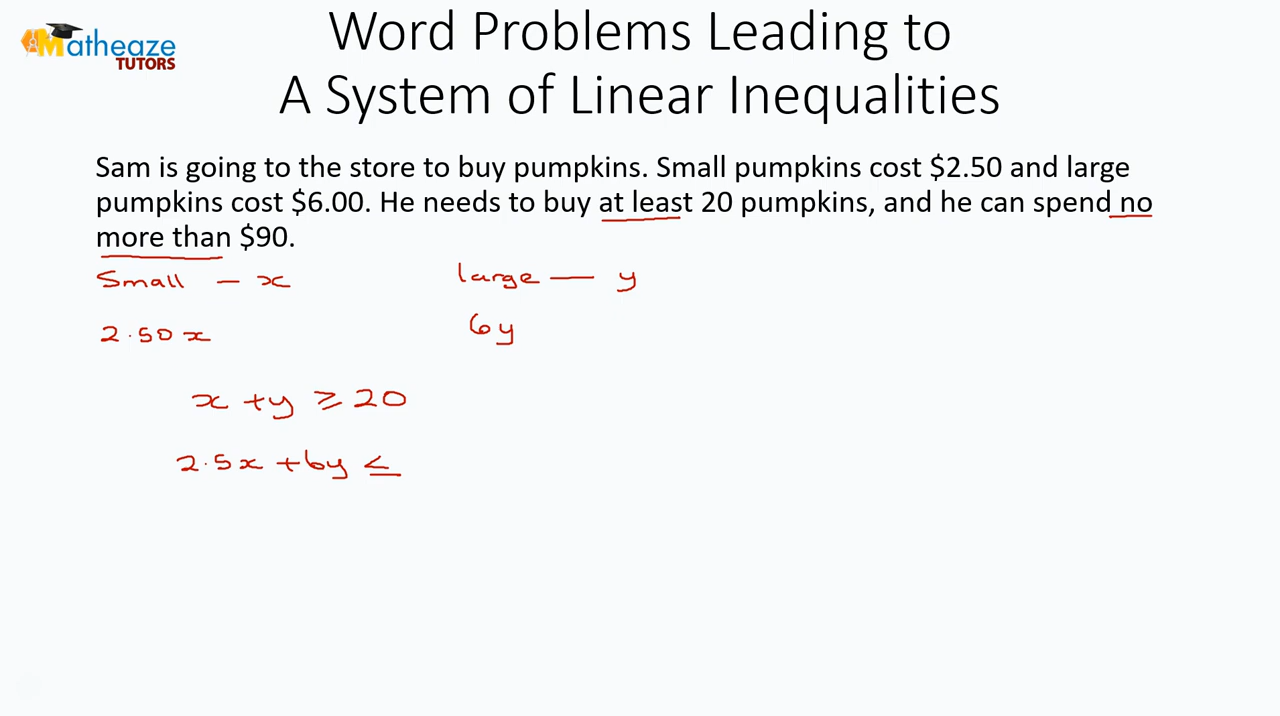 Matheaze
TUTORS
Word Problems Leading to
A System of Linear Inequalities
Sam is going to the store to buy pumpkins. Small pumpkins cost $2.50 and large
pumpkins cost $6.00. He needs to buy at least 20 pumpkins, and he can spend no
more than $90.
Small – x large — y
2.50x 6y
x + y ≥ 20
2.5x + 6y ≤